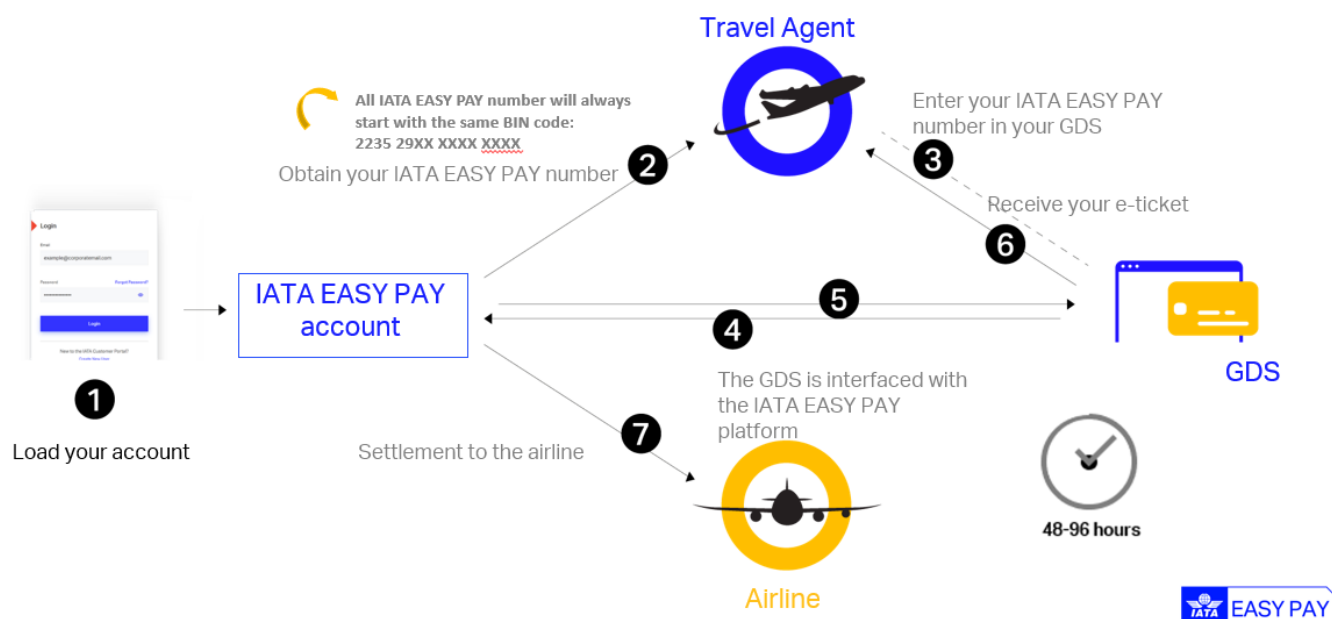 Travel Agent
All IATA EASY PAY number will always
start with the same BIN code:
2235 29XX XXXX XXXX
Obtain your IATA EASY PAY number
2
Enter your IATA EASY PAY
number in your GDS
3
Receive your e-ticket
6
Login
Email
example@corporatemail.com
Password
Forgot Password?
Login
New to the IATA Customer Portal?
Create New User
1
Load your account
IATA EASY PAY
account
5
4
The GDS is interfaced with
the IATA EASY PAY
platform
GDS
7
Settlement to the airline
48-96 hours
Airline
IATA
EASY PAY